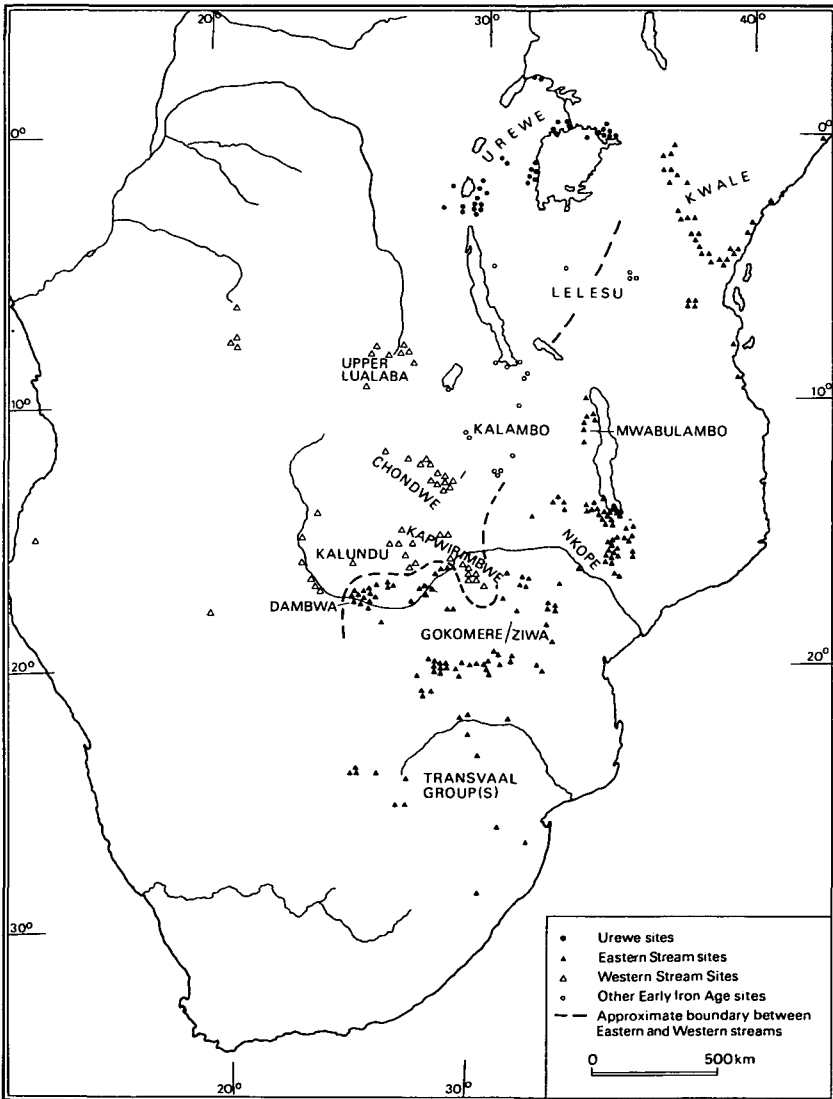 20°
30°
40°
UREWE
0°
0°
KWALE
LELESU
UPPER
LUALABA
10°
10°
KALAMBO
MWABULAMBO
CHONDWE
NKOPE
KAPWIRIMBWE
KALUNDU
DAMBWA
GOKOMERE/ZIWA
20°
20°
TRANSVAAL
GROUP(S)
30°
Urewe sites
Eastern Stream sites
Western Stream Sites
Other Early Iron Age sites
Approximate boundary between
Eastern and Western streams
0 500km
20°
30°